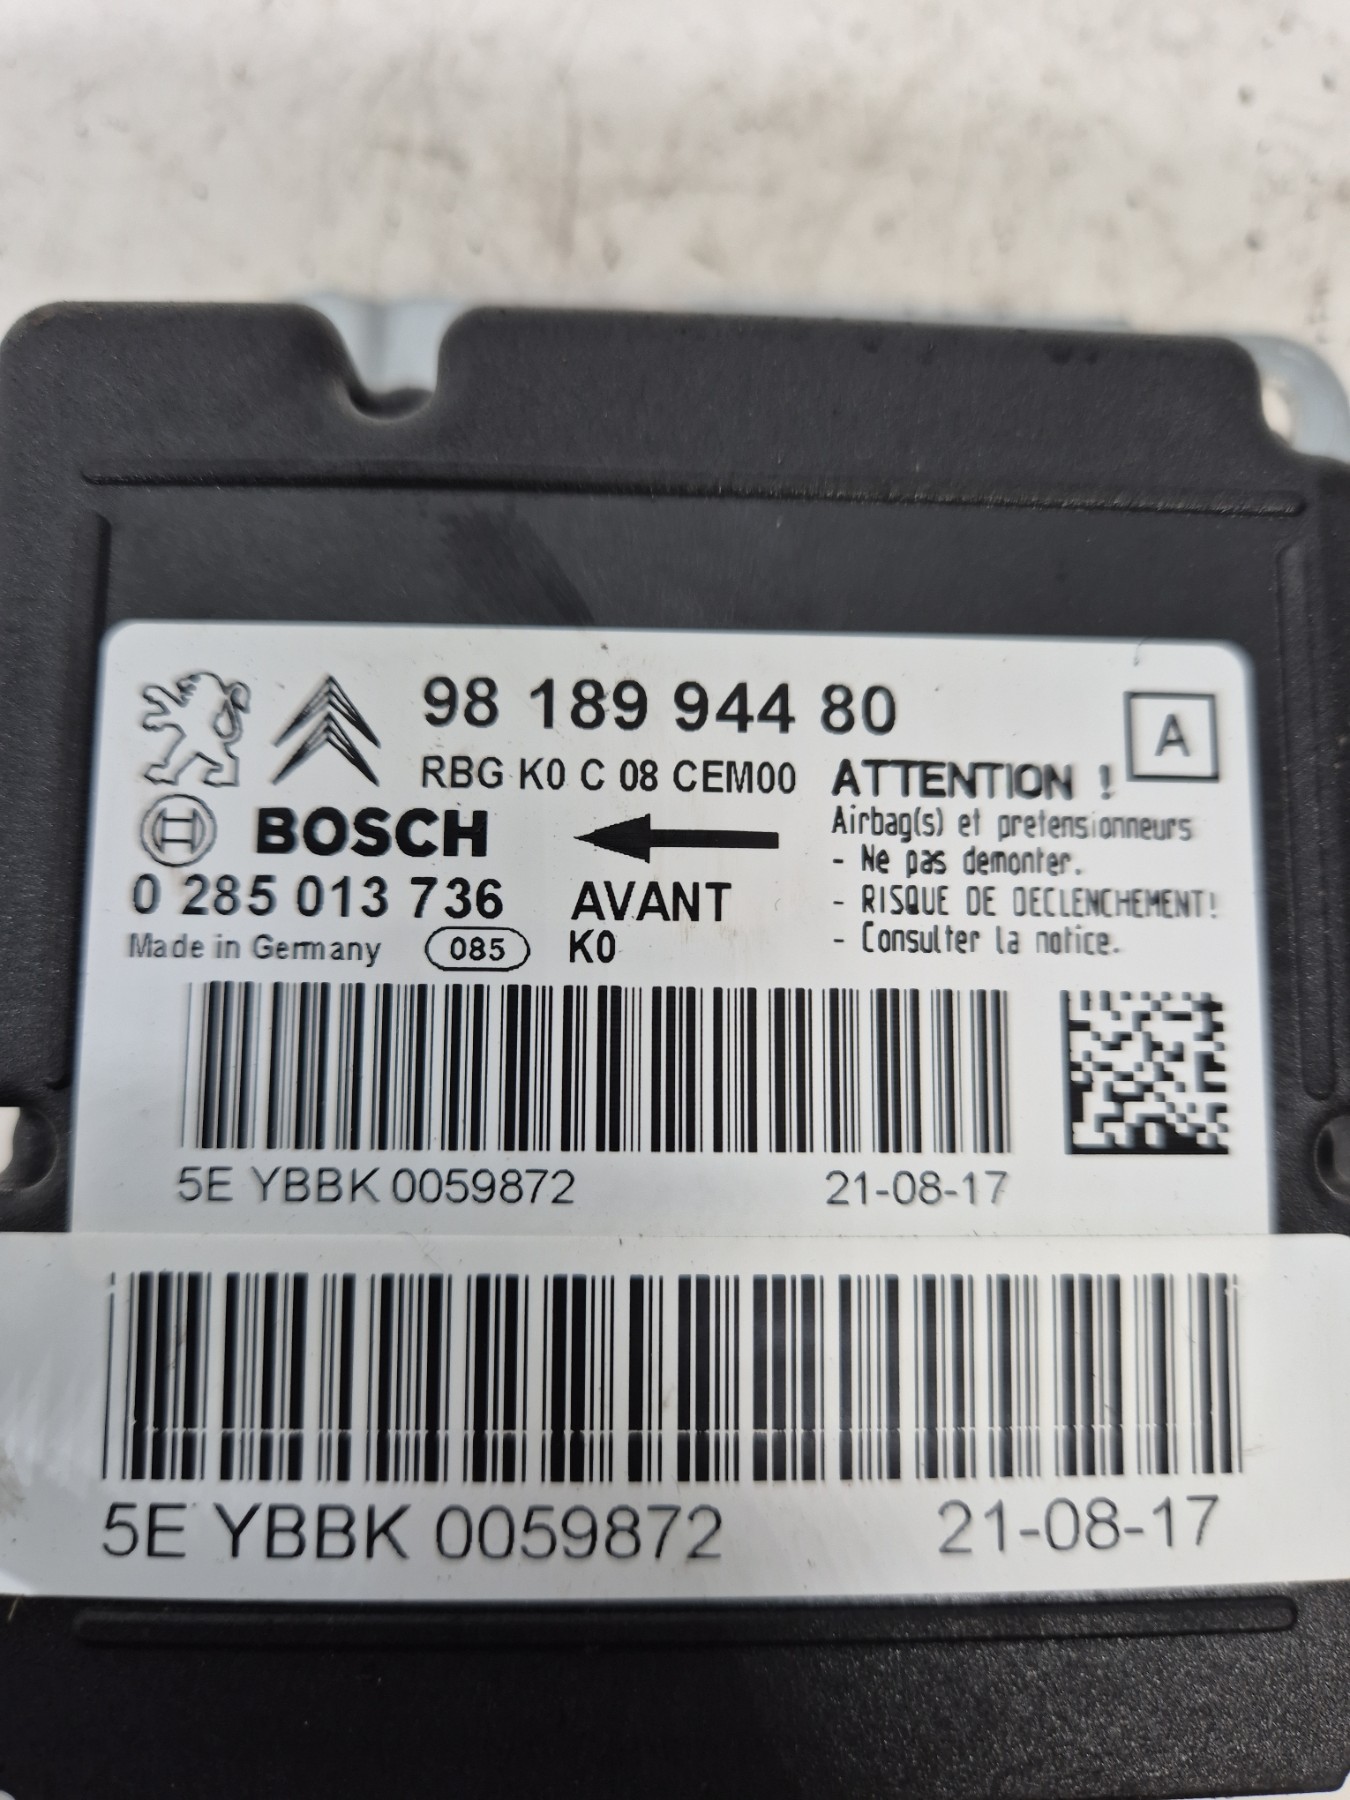 98 189 944 80
A
RBG K0 C 08 CEM00
ATTENTION !
BOSCH
Airbag(s) et pretensionneurs
- Ne pas demonter.
0 285 013 736
AVANT
- RISQUE DE DECLENCHEMENT!
Made in Germany
085
K0
- Consulter la notice.
5E YBBK 0059872
21-08-17
5E YBBK 0059872
21-08-17